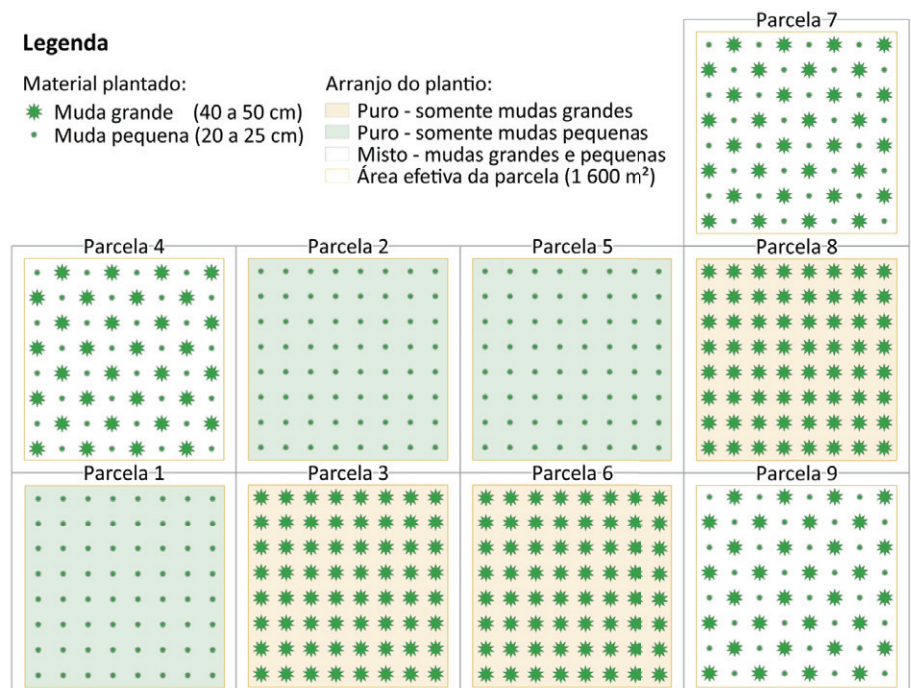 Legenda
Material plantado:
Muda grande (40 a 50 cm)
Muda pequena (20 a 25 cm)
Arranjo do plantio:
Puro - somente mudas grandes
Puro - somente mudas pequenas
Misto - mudas grandes e pequenas
Área efetiva da parcela (1 600 m²)
Parcela 7
Parcela 4
Parcela 2
Parcela 5
Parcela 8
Parcela 1
Parcela 3
Parcela 6
Parcela 9